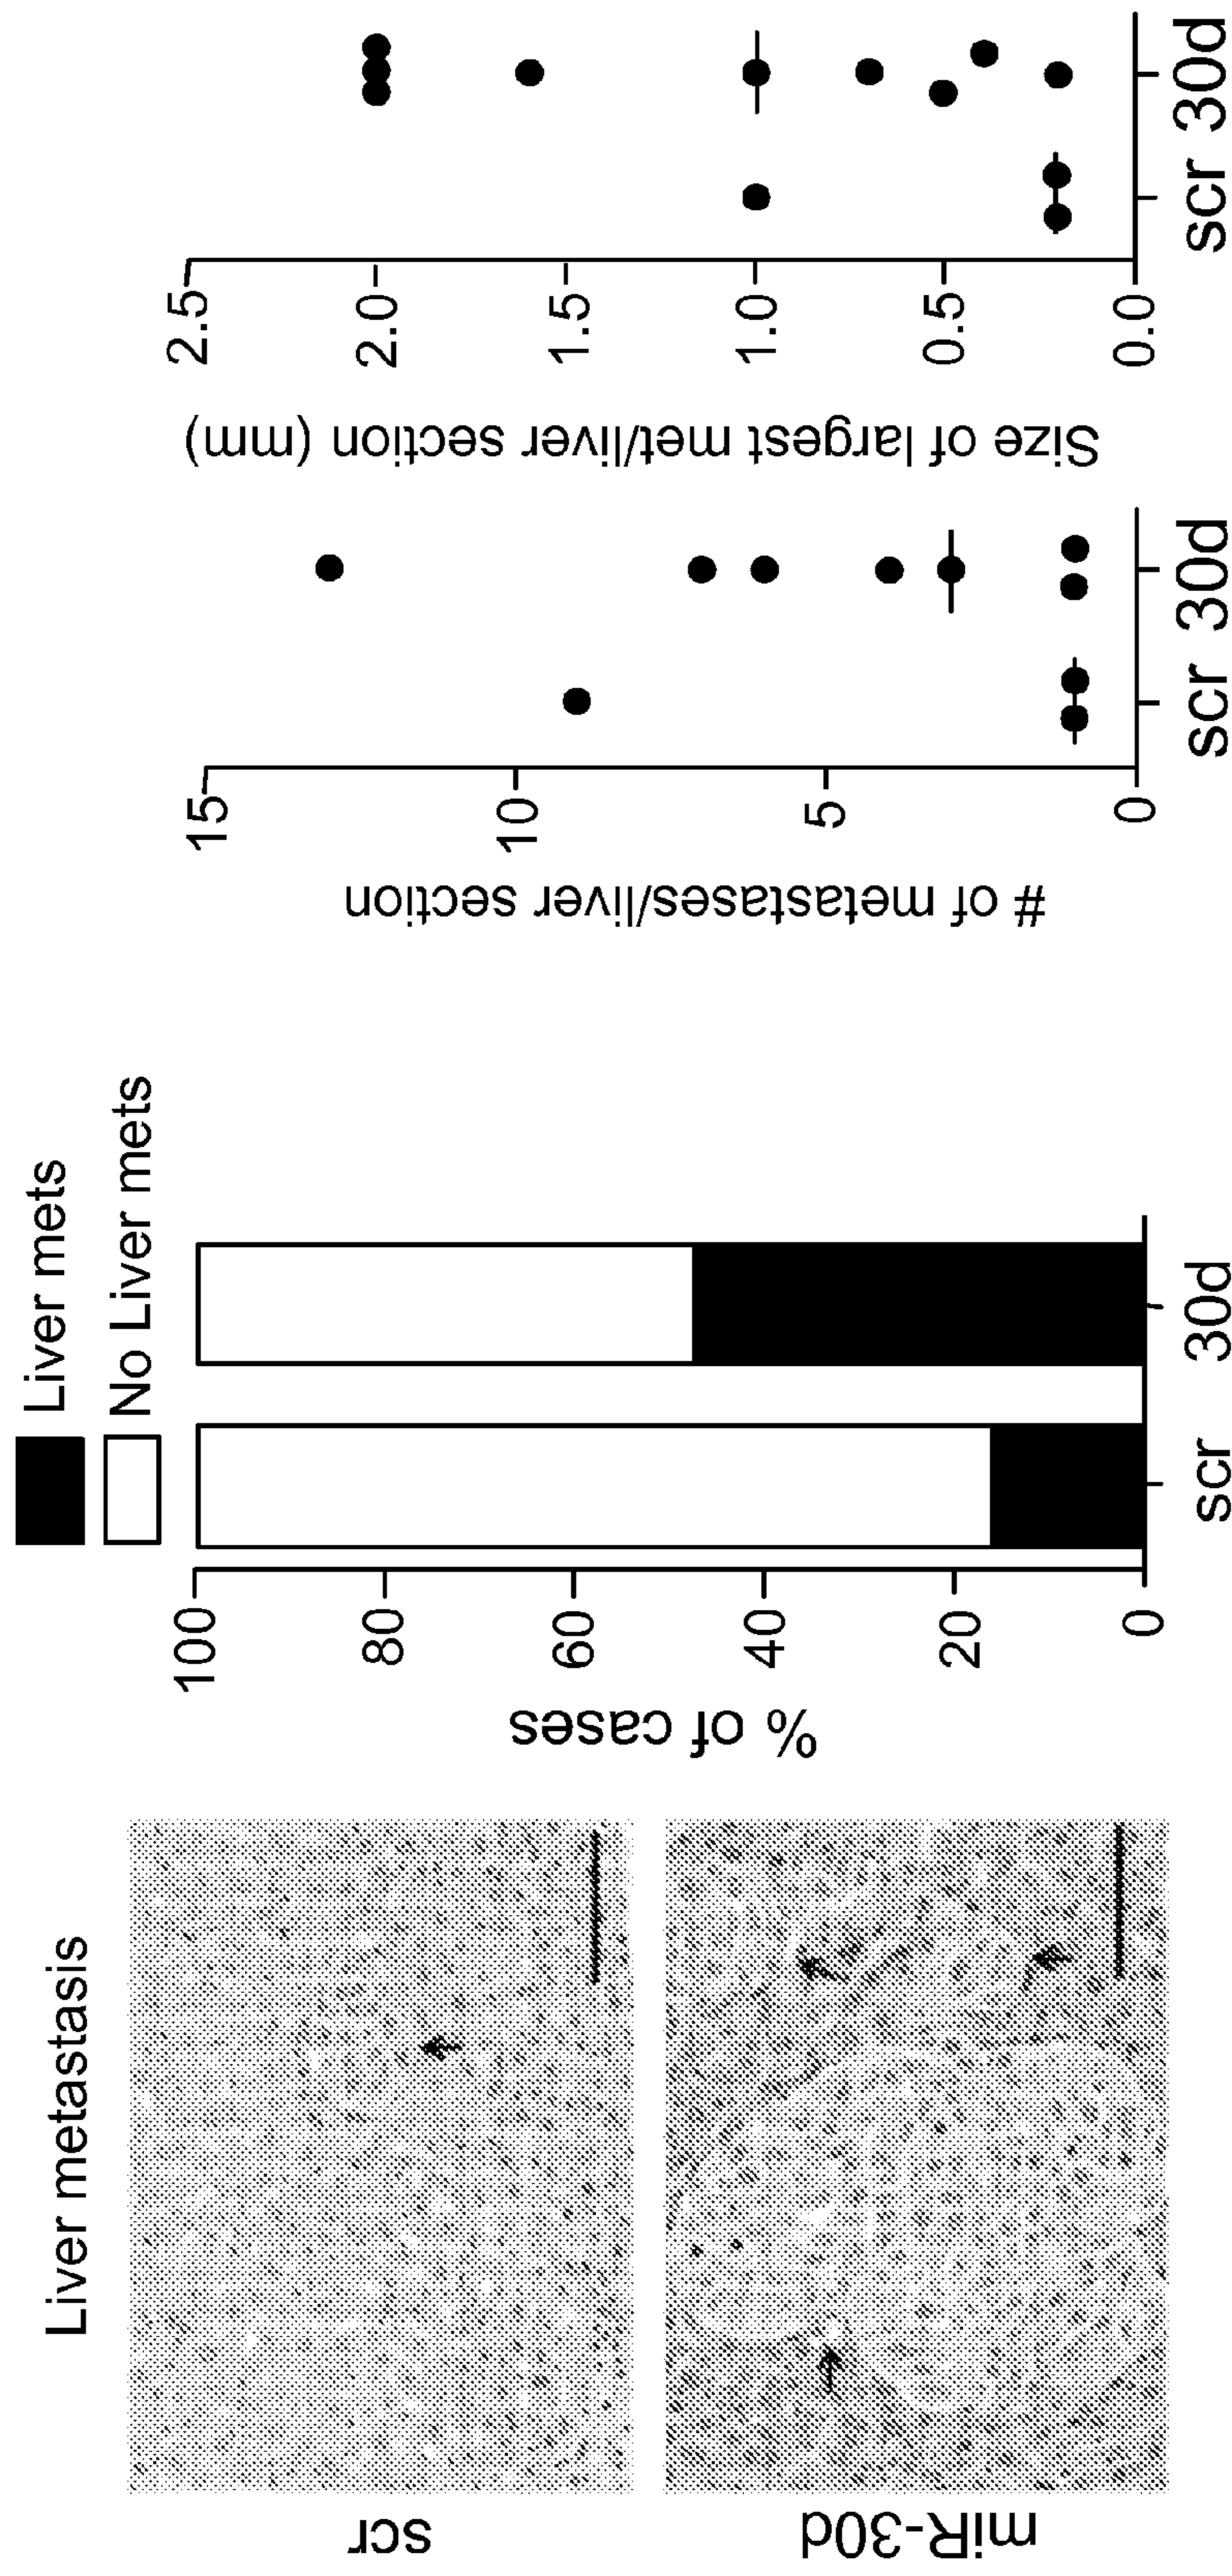 Liver metastasis
scr
miR-30d
Liver mets
No Liver mets
% of cases
100
80
60
40
20
0
scr 30d
# of metastases/liver section
15
10
5
0
scr 30d
Size of largest met/liver section (mm)
2.5
2.0
1.5
1.0
0.5
0.0
scr 30d